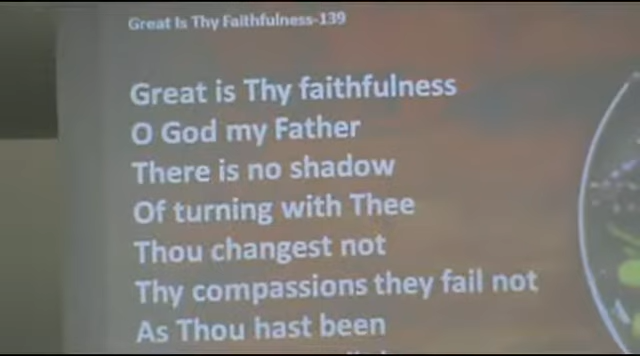 Great Is Thy Faithfulness-139
Great is Thy faithfulness
O God my Father
There is no shadow
Of turning with Thee
Thou changest not
Thy compassions they fail not
As Thou hast been